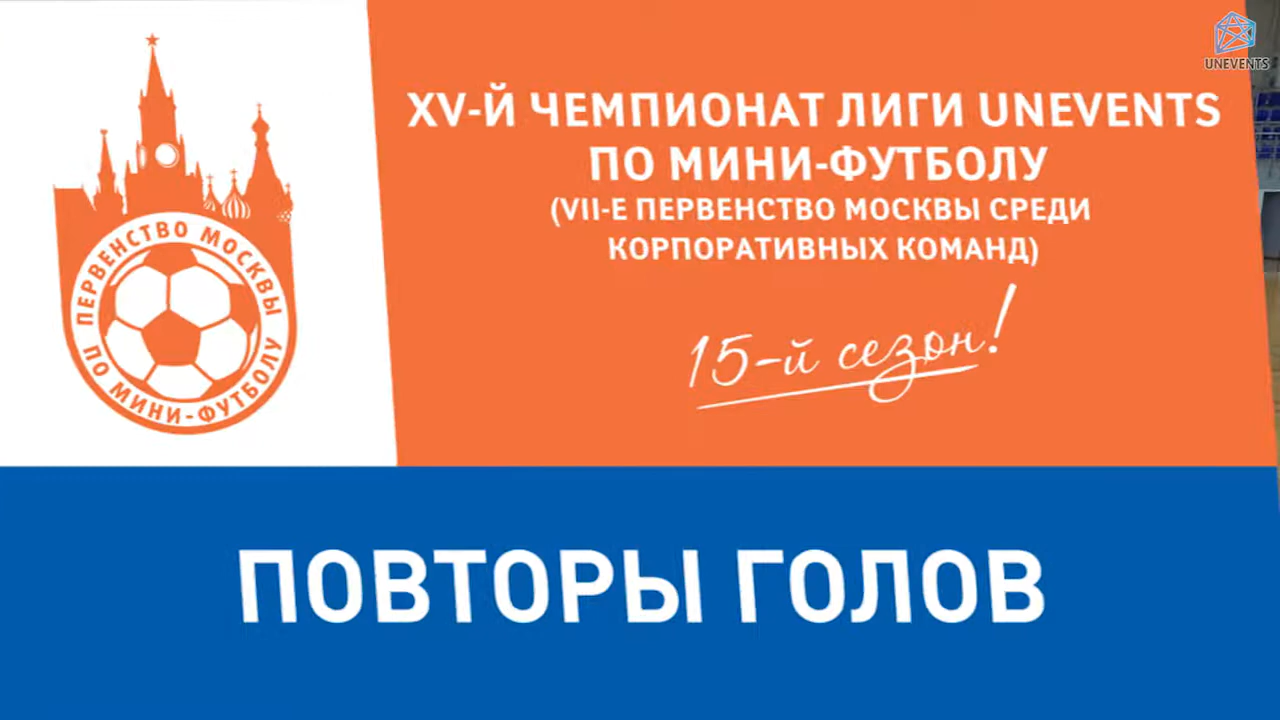 UNEVENTS
XV-Й ЧЕМПИОНАТ ЛИГИ UNEVENTS
ПО МИНИ-ФУТБОЛУ
(VII-Е ПЕРВЕНСТВО МОСКВЫ СРЕДИ
КОРПОРАТИВНЫХ КОМАНД)
15-й сезон!
ПЕРВЕНСТВО МОСКВЫ
ПО МИНИ-ФУТБОЛУ
ПОВТОРЫ ГОЛОВ